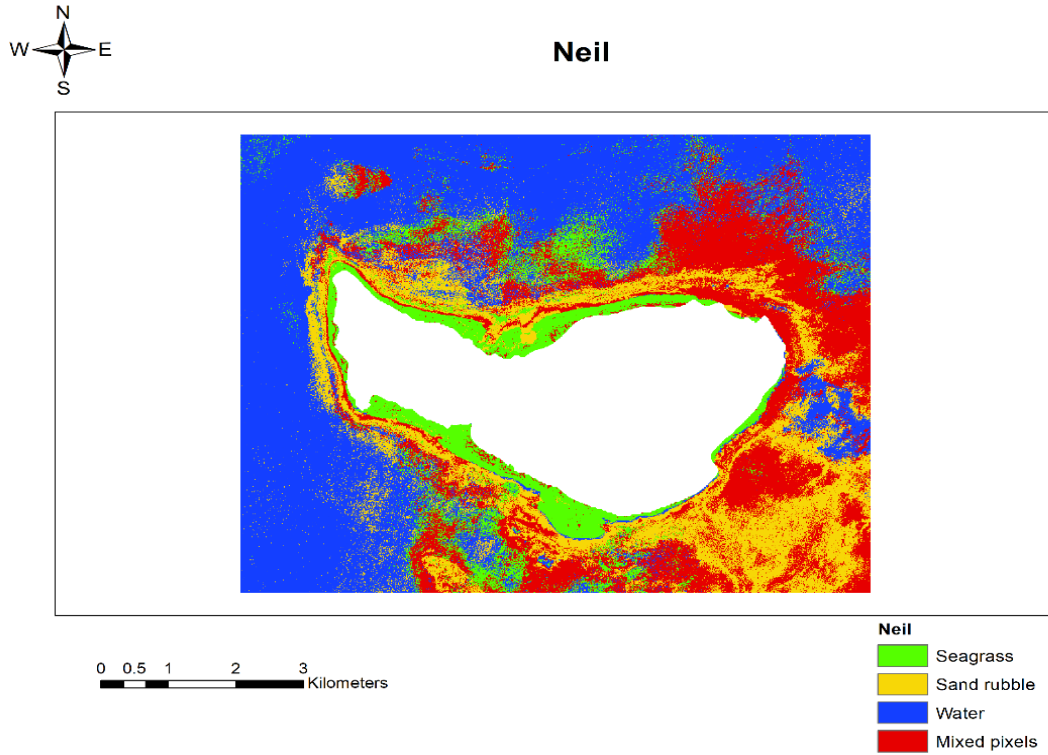 N
W E
S
Neil
0 0.5 1 2 3
Kilometers
Neil
Seagrass
Sand rubble
Water
Mixed pixels